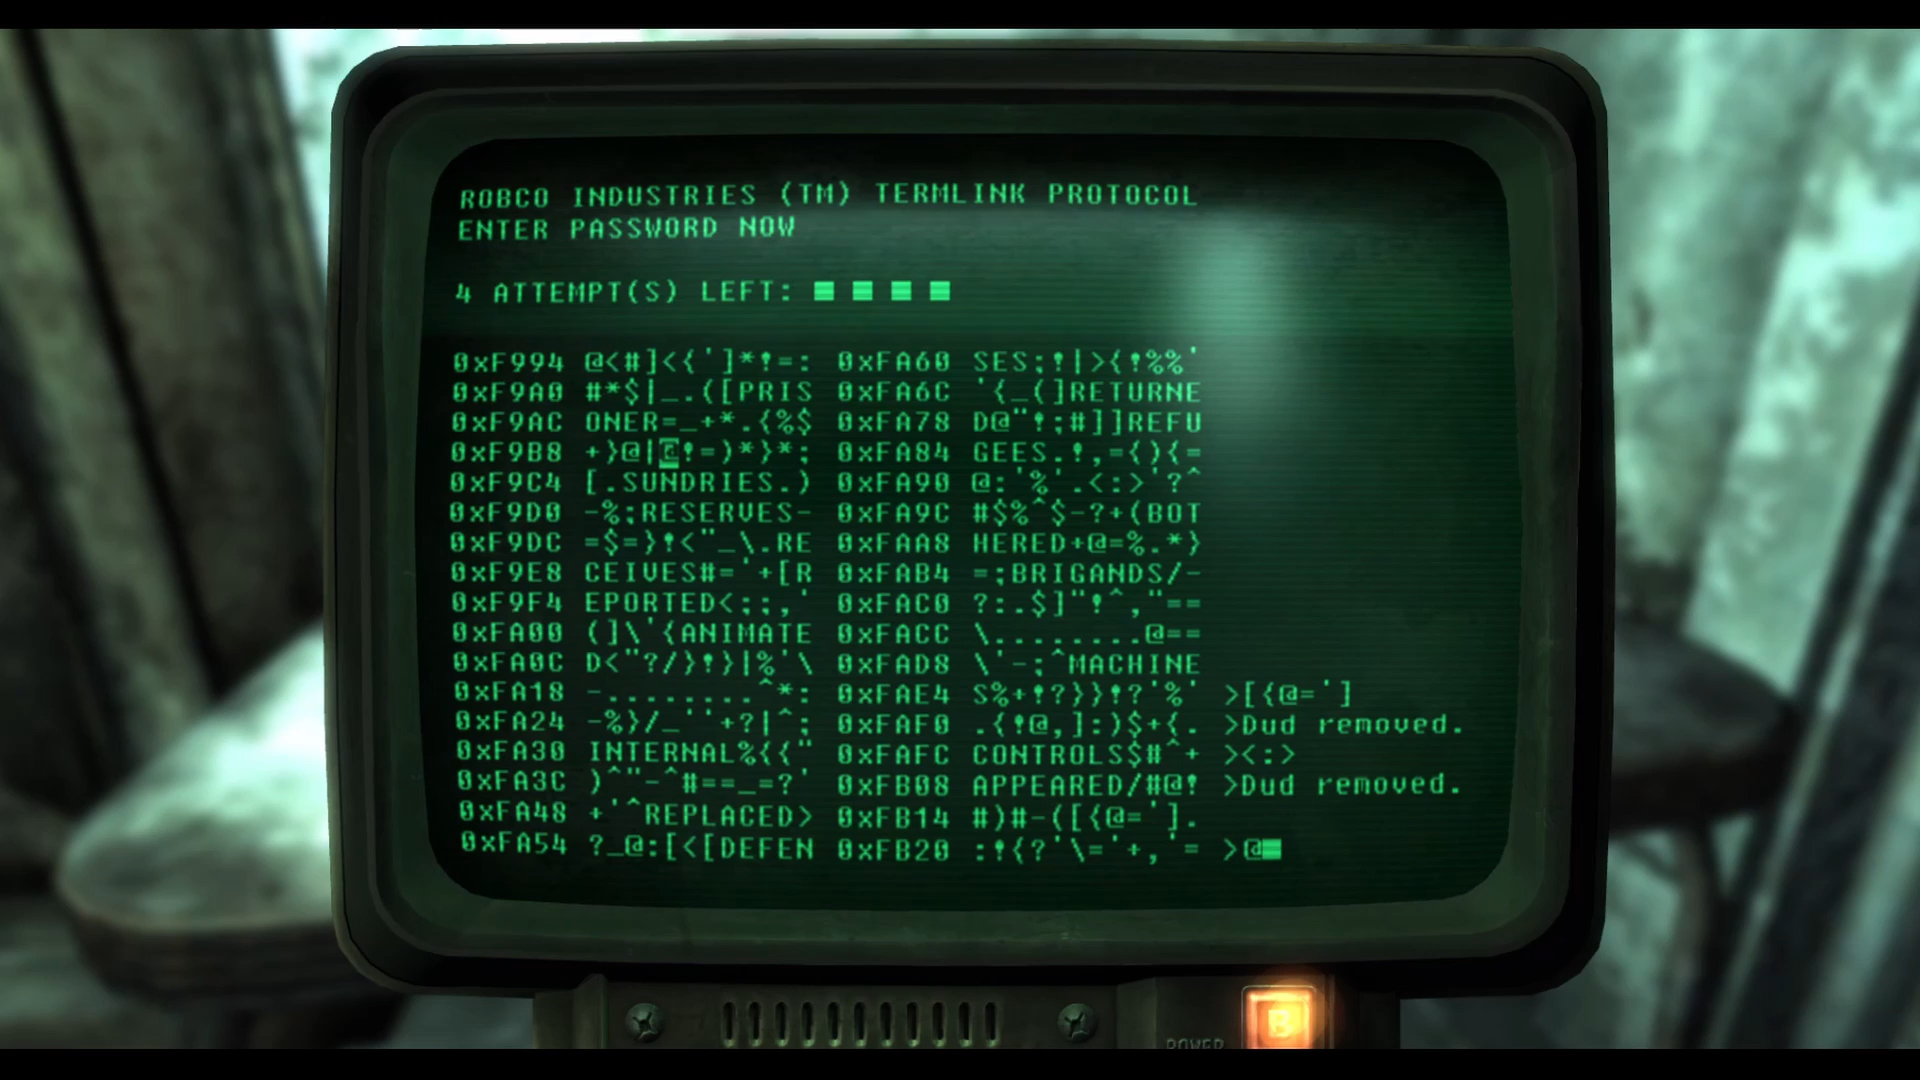 ROBCO INDUSTRIES (TM) TERMLINK PROTOCOL
ENTER PASSWORD NOW
4 ATTEMPT(S) LEFT: ■ ■ ■ ■
0xF994 @<#]<{']*!=: 0xFA60 SES;!|>{!%%'
0xF9A0 #*$|_.([PRIS 0xFA6C '{_(]RETURNE
0xF9AC ONER=_+*.{%$ 0xFA78 D@"!;#]]REFU
0xF9B8 +}@|@!=)*}*; 0xFA84 GEES.!,={){=
0xF9C4 [.SUNDRIES.) 0xFA90 @:'%'.<:>'?^
0xF9D0 -%;RESERVES- 0xFA9C #$%^$-?+(BOT
0xF9DC =$=}!<"_\.RE 0xFAA8 HERED+@=%.*}
0xF9E8 CEIVES#='+[R 0xFAB4 =;BRIGANDS/-
0xF9F4 EPORTED<;;,' 0xFAC0 ?:.$]"!^,"==
0xFA00 (]\'{ANIMATE 0xFACC \........@==
0xFA0C D<"?/}!}|%'\ 0xFAD8 \'-;^MACHINE
0xFA18 -........^*: 0xFAE4 S%+!?}}!?'%' >[{@=']
0xFA24 -%}/_''+?|^; 0xFAF0 .{!@,]:)$+{. >Dud removed.
0xFA30 INTERNAL%{{" 0xFAFC CONTROLS$#^+ ><:>
0xFA3C )^"-^#==_=?' 0xFB08 APPEARED/#@! >Dud removed.
0xFA48 +'^REPLACED> 0xFB14 #)#-([{@='].
0xFA54 ?_@:[<[DEFEN 0xFB20 :!{?'\='+,'= >@■
POWER
B